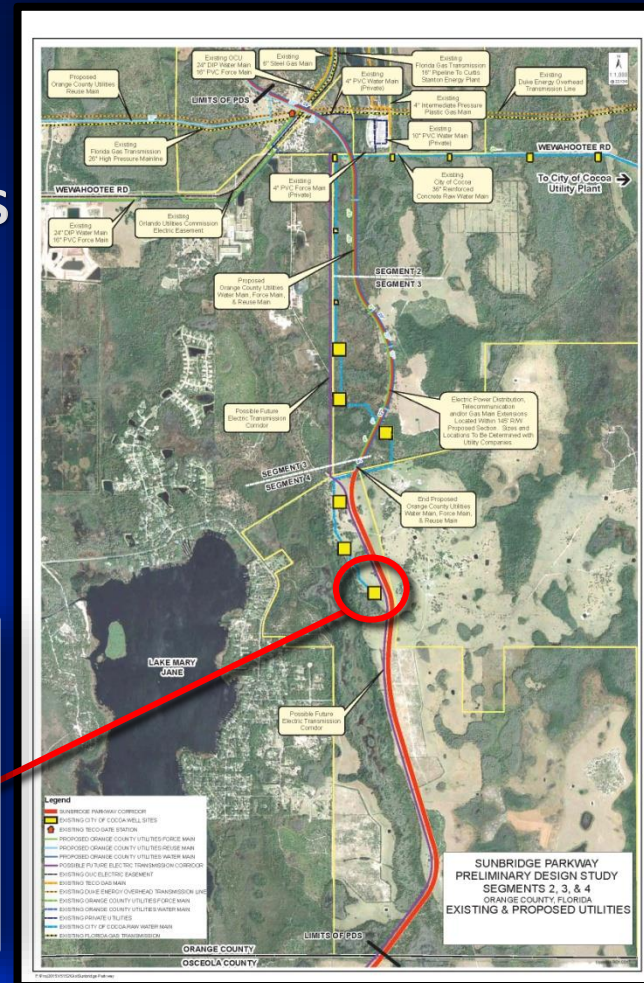 s
Proposed
Orange County Utilities
Reuse Main
Existing OCU
24" DIP Water Main
16" PVC Force Main
Existing
6" Steel Gas Main
Existing
Florida Gas Transmission
16" Pipeline To Curtis
Stanton Energy Plant
Existing
4" PVC Water Main
(Private)
Existing
4" Intermediate Pressure
Plastic Gas Main
Existing
Duke Energy Overhead
Transmission Line
N
LIMITS OF PDS
Existing
Florida Gas Transmission
26" High Pressure Mainline
Existing
10" PVC Water Main
(Private)
WEWAHOOTEE RD
WEWAHOOTEE RD
To City of Cocoa
Utility Plant
Existing
24" DIP Water Main
16" PVC Force Main
Existing
Orlando Utilities Commission
Electric Easement
Existing
4" PVC Force Main
(Private)
Existing
City of Cocoa
36" Reinforced
Concrete Raw Water Main
Proposed
Orange County Utilities
Water Main, Force Main,
& Reuse Main
SEGMENT 2
SEGMENT 3
Possible Future
Electric Transmission
Corridor
Electric Power Distribution,
Telecommunication
and/or Gas Main Extensions
Located Within 145' R/W
Proposed Section. Sizes and
Locations To Be Determined with
Utility Companies.
SEGMENT 3
SEGMENT 4
End Proposed
Orange County Utilities
Water Main, Force Main,
& Reuse Main
LAKE MARY
JANE
Possible Future
Electric Transmission
Corridor
Legend
SUNBRIDGE PARKWAY CORRIDOR
EXISTING CITY OF COCOA WELL SITES
EXISTING TECO GATE STATION
PROPOSED ORANGE COUNTY UTILITIES FORCE MAIN
PROPOSED ORANGE COUNTY UTILITIES REUSE MAIN
PROPOSED ORANGE COUNTY UTILITIES WATER MAIN
POSSIBLE FUTURE ELECTRIC TRANSMISSION CORRIDOR
EXISTING OUC ELECTRIC EASEMENT
EXISTING TECO GAS MAIN
EXISTING DUKE ENERGY OVERHEAD TRANSMISSION LINE
EXISTING ORANGE COUNTY UTILITIES FORCE MAIN
EXISTING ORANGE COUNTY UTILITIES WATER MAIN
EXISTING PRIVATE UTILITIES
EXISTING CITY OF COCOA RAW WATER MAIN
EXISTING FLORIDA GAS TRANSMISSION
SUNBRIDGE PARKWAY
PRELIMINARY DESIGN STUDY
SEGMENTS 2, 3, & 4
ORANGE COUNTY, FLORIDA
EXISTING & PROPOSED UTILITIES
LIMITS OF PDS
ORANGE COUNTY
OSCEOLA COUNTY